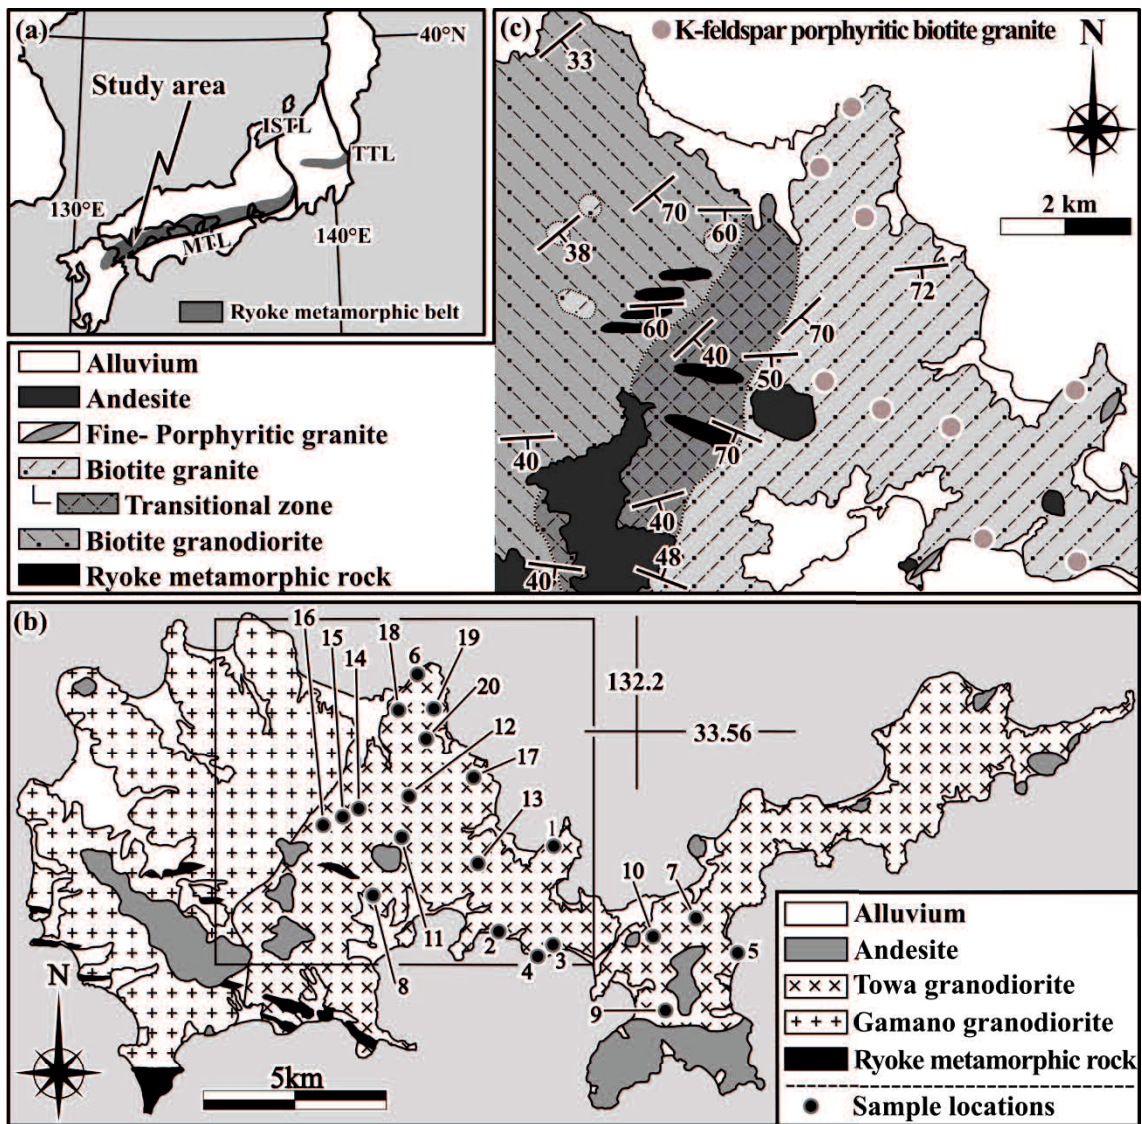 (a)
40°N
Study area
ISTL
TTL
130°E
MTL
140°E
Ryoke metamorphic belt
Alluvium
Andesite
Fine- Porphyritic granite
Biotite granite
Transitional zone
Biotite granodiorite
Ryoke metamorphic rock
(c)
K-feldspar porphyritic biotite granite
N
2 km
33
70
60
38
72
60
70
40
50
70
40
40
48
40
(b)
16
15
14
18
6
19
20
12
17
13
1
132.2
33.56
10
7
5
2
4
3
11
8
9
N
5km
Alluvium
Andesite
Towa granodiorite
Gamano granodiorite
Ryoke metamorphic rock
Sample locations